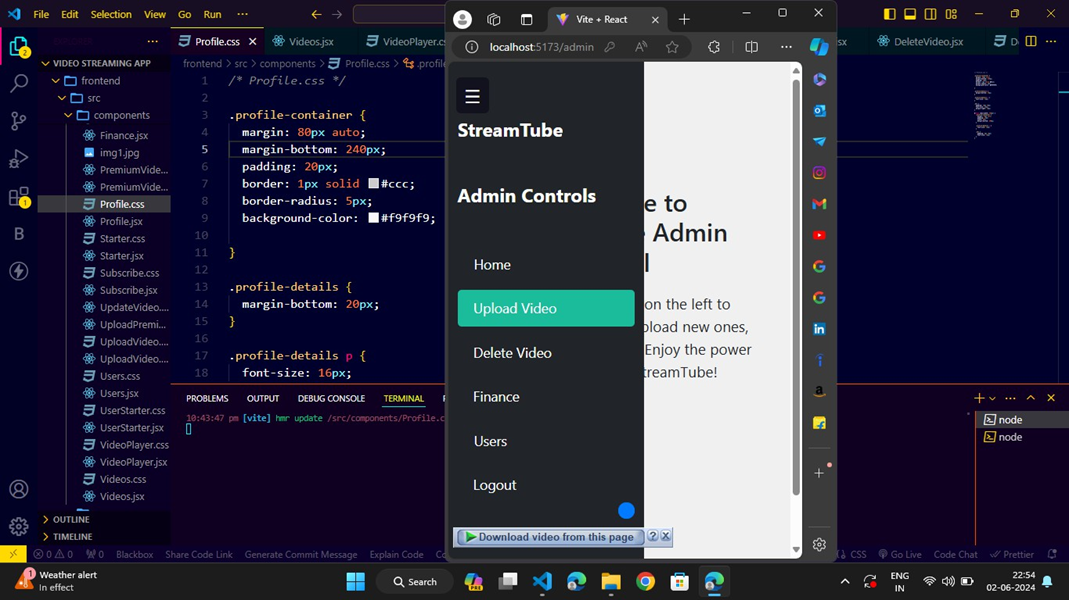 File Edit Selection View Go Run ···
Profile.css
Videos.jsx
VideoPlayer.c
DeleteVideo.jsx
VIDEO STREAMING APP
frontend
src
components
Finance.jsx
img1.jpg
PremiumVide...
PremiumVide...
Profile.css
Profile.jsx
Starter.css
Starter.jsx
Subscribe.css
Subscribe.jsx
UpdateVideo....
UploadPremi...
UploadVideo....
UploadVideo....
Users.css
Users.jsx
UserStarter.css
UserStarter.jsx
VideoPlayer.css
VideoPlayer.jsx
Videos.css
Videos.jsx
OUTLINE
TIMELINE
frontend > src > components > Profile.css > .profile
1 /* Profile.css */
2
3 .profile-container {
4 margin: 80px auto;
5 margin-bottom: 240px;
6 padding: 20px;
7 border: 1px solid #ccc;
8 border-radius: 5px;
9 background-color: #f9f9f9;
10
11 }
12
13 .profile-details {
14 margin-bottom: 20px;
15 }
16
17 .profile-details p {
18 font-size: 16px;
PROBLEMS OUTPUT DEBUG CONSOLE TERMINAL
10:43:47 pm [vite] hmr update /src/components/Profile.c
node
node
Vite + React
localhost:5173/admin
StreamTube
Admin Controls
Home
Upload Video
Delete Video
Finance
Users
Logout
e to
Admin
l
on the left to
pload new ones,
Enjoy the power
treamTube!
Download video from this page
0 0 0 Blackbox Share Code Link Generate Commit Message Explain Code
CSS Go Live Code Chat Prettier
Weather alert
In effect
Search
ENG
IN
22:54
02-06-2024